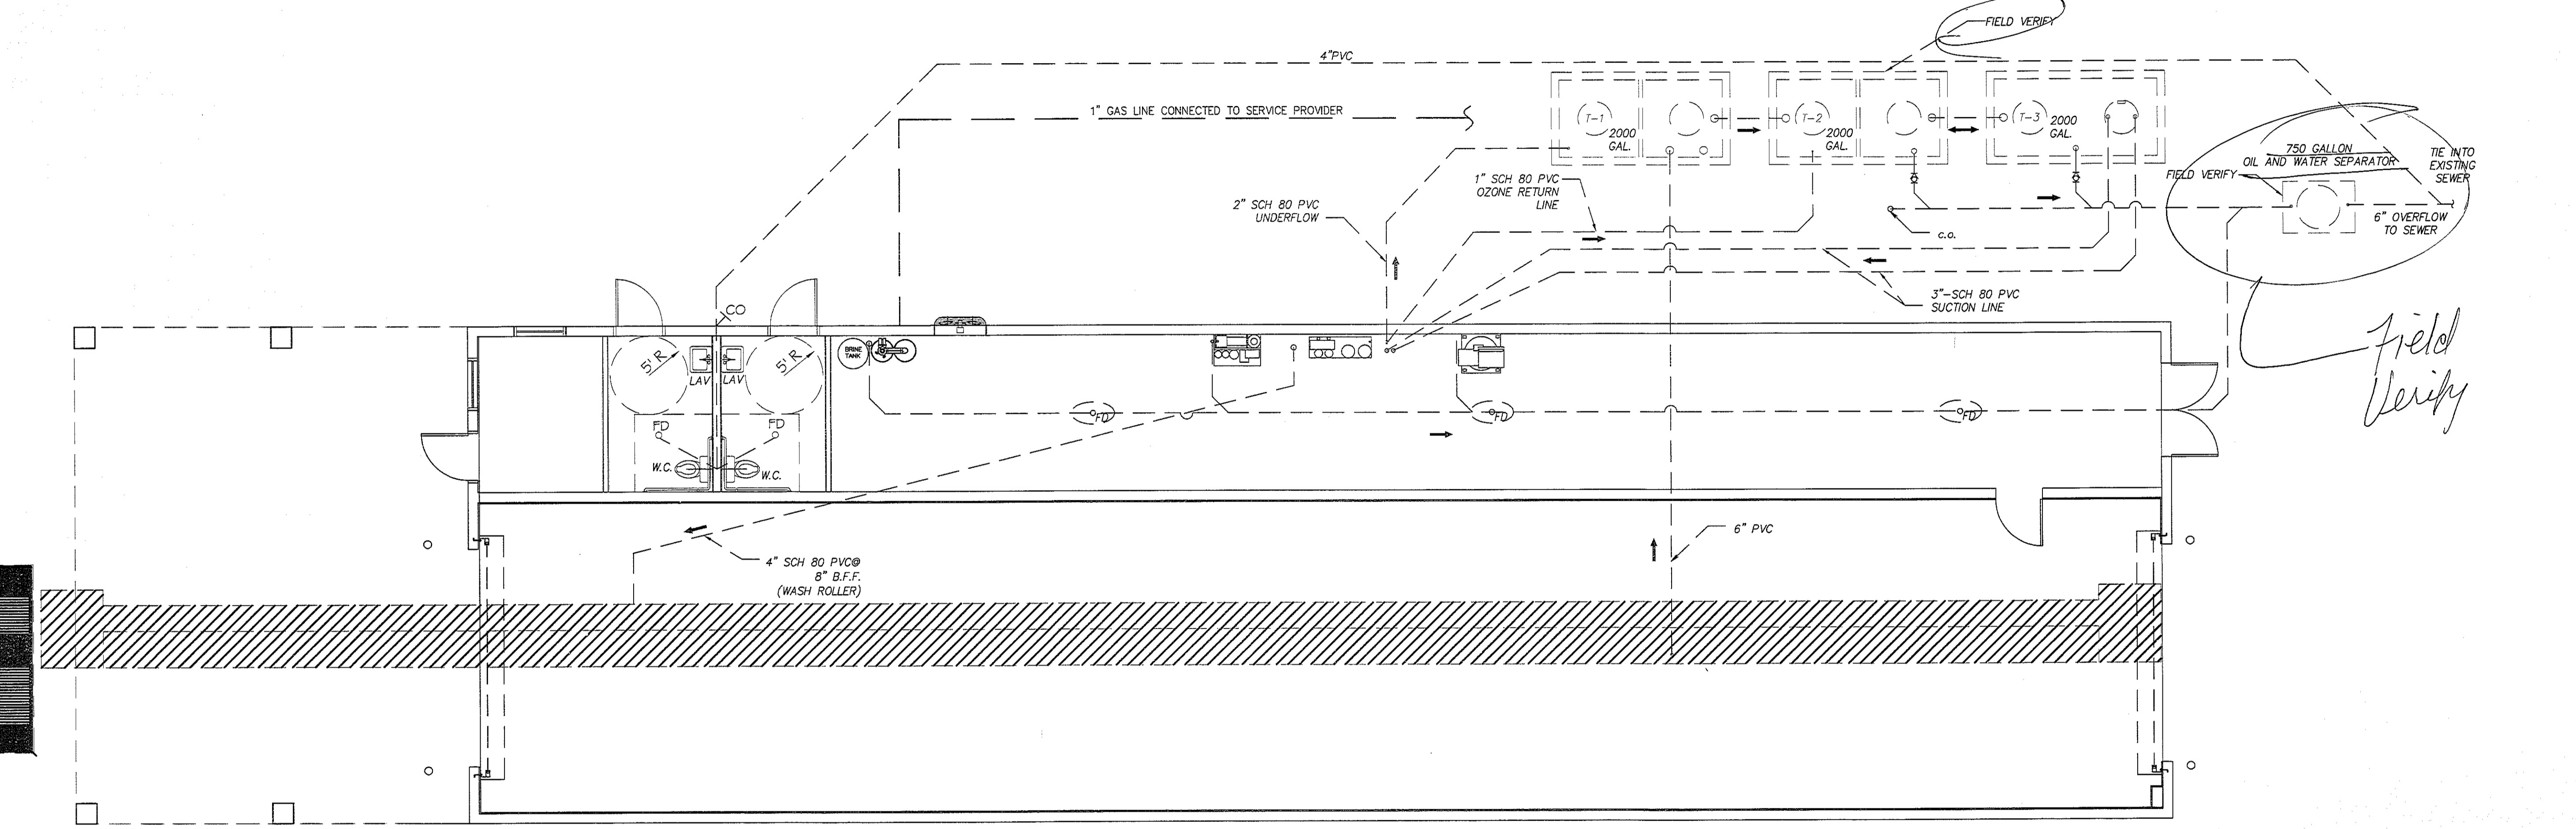 FIELD VERIFY
4"PVC
1" GAS LINE CONNECTED TO SERVICE PROVIDER
T-1
2000
GAL.
T-2
2000
GAL.
T-3
2000
GAL.
750 GALLON
OIL AND WATER SEPARATOR
FIELD VERIFY
TIE INTO
EXISTING
SEWER
6" OVERFLOW
TO SEWER
1" SCH 80 PVC
OZONE RETURN
LINE
2" SCH 80 PVC
UNDERFLOW
C.O.
3"-SCH 80 PVC
SUCTION LINE
Field
Verify
CO
5' R
5' R
LAV
LAV
BRINE
TANK
FD
FD
FD
FD
FD
W.C.
W.C.
6" PVC
4" SCH 80 PVC@
8" B.F.F.
(WASH ROLLER)